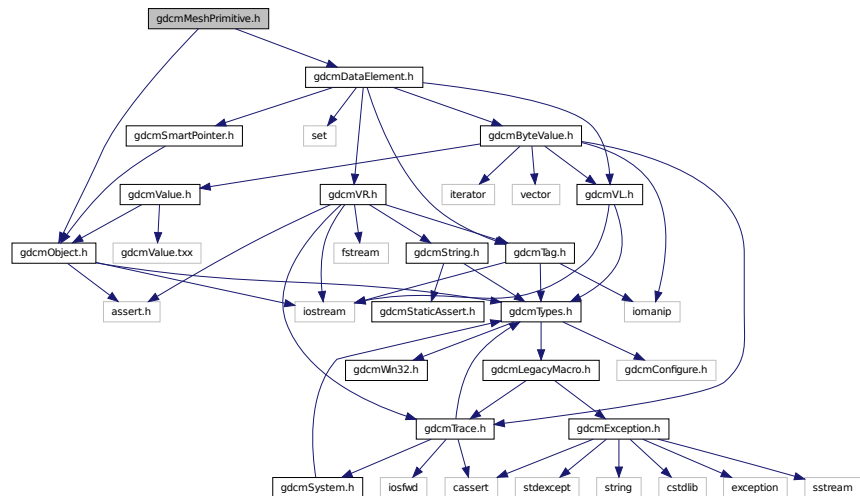 gdcmMeshPrimitive.h
gdcmDataElement.h
gdcmSmartPointer.h
set
gdcmByteValue.h
gdcmValue.h
gdcmVR.h
iterator
vector
gdcmVL.h
gdcmObject.h
gdcmValue.txx
fstream
gdcmString.h
gdcmTag.h
assert.h
iostream
gdcmStaticAssert.h
gdcmTypes.h
iomanip
gdcmWin32.h
gdcmLegacyMacro.h
gdcmConfigure.h
gdcmTrace.h
gdcmException.h
gdcmSystem.h
iosfwd
cassert
stdexcept
string
cstdlib
exception
sstream